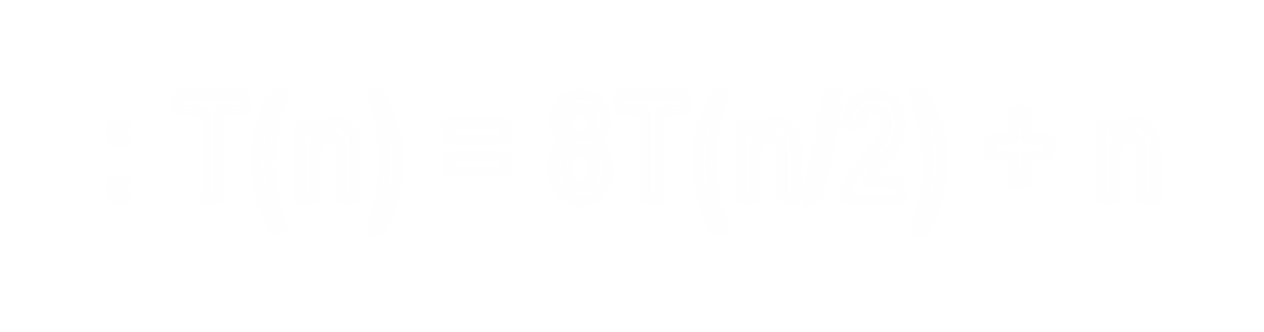 : T(n) = 8T(n/2) + n